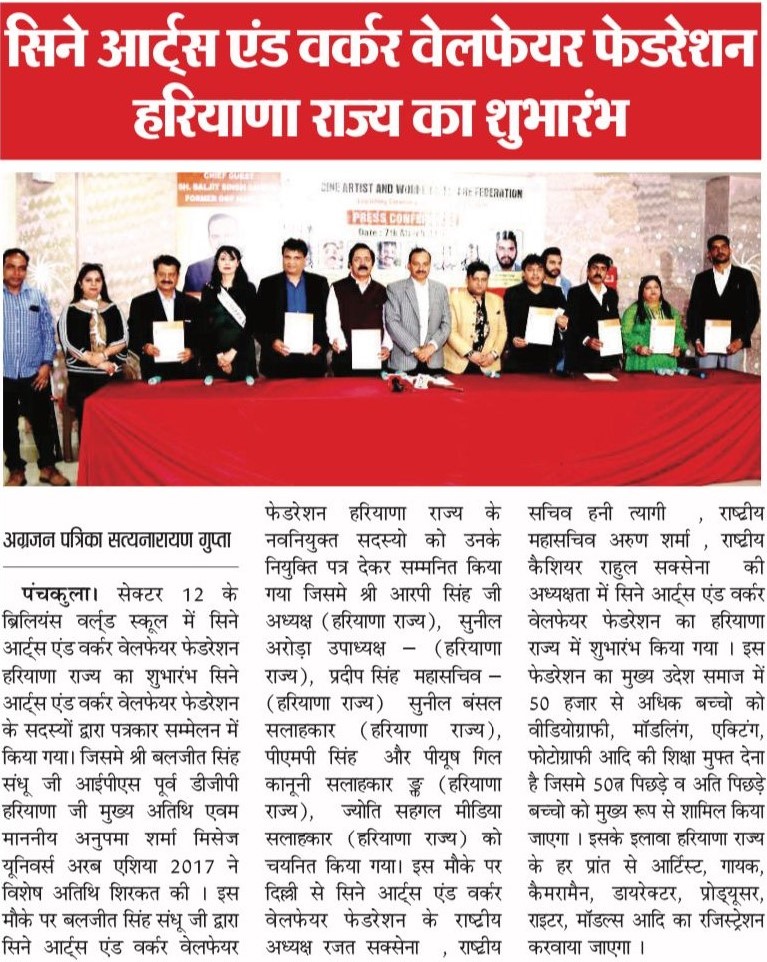 सिने आर्ट्स एंड वर्कर वेलफेयर फेडरेशन
हरियाणा राज्य का शुभारंभ
CHIEF GUEST
SH. BALJIT SINGH
FORMER DGP
CINE ARTIST AND FEDERATION
PRESS
Date : 7th
अग्रजन पत्रिका सत्यनारायण गुप्ता
पंचकुला। सेक्टर 12 के
ब्रिलियंस वर्ल्ड स्कूल में सिने
आर्ट्स एंड वर्कर वेलफेयर फेडरेशन
हरियाणा राज्य का शुभारंभ सिने
आर्ट्स एंड वर्कर वेलफेयर फेडरेशन
के सदस्यों द्वारा पत्रकार सम्मेलन में
किया गया। जिसमे श्री बलजीत सिंह
संधू जी आईपीएस पूर्व डीजीपी
हरियाणा जी मुख्य अतिथि एवम
माननीय अनुपमा शर्मा मिसेज
यूनिवर्स अरब एशिया 2017 ने
विशेष अतिथि शिरकत की । इस
मौके पर बलजीत सिंह संधू जी द्वारा
सिने आर्ट्स एंड वर्कर वेलफेयर
फेडरेशन हरियाणा राज्य के
नवनियुक्त सदस्यो को उनके
नियुक्ति पत्र देकर सम्मनित किया
गया जिसमे श्री आरपी सिंह जी
अध्यक्ष (हरियाणा राज्य), सुनील
अरोड़ा उपाध्यक्ष – (हरियाणा
राज्य), प्रदीप सिंह महासचिव –
(हरियाणा राज्य) सुनील बंसल
सलाहकार (हरियाणा राज्य),
पीएमपी सिंह और पीयूष गिल
कानूनी सलाहकार ङ्क (हरियाणा
राज्य), ज्योति सहगल मीडिया
सलाहकार (हरियाणा राज्य) को
चयनित किया गया। इस मौके पर
दिल्ली से सिने आर्ट्स एंड वर्कर
वेलफेयर फेडरेशन के राष्ट्रीय
अध्यक्ष रजत सक्सेना , राष्ट्रीय
सचिव हनी त्यागी , राष्ट्रीय
महासचिव अरुण शर्मा , राष्ट्रीय
कैशियर राहुल सक्सेना की
अध्यक्षता में सिने आर्ट्स एंड वर्कर
वेलफेयर फेडरेशन का हरियाणा
राज्य में शुभारंभ किया गया । इस
फेडरेशन का मुख्य उदेश समाज में
50 हजार से अधिक बच्चो को
वीडियोग्राफी, मॉडलिंग, एक्टिंग,
फोटोग्राफी आदि की शिक्षा मुफ्त देना
है जिसमे 50त्न पिछड़े व अति पिछड़े
बच्चो को मुख्य रूप से शामिल किया
जाएगा । इसके इलावा हरियाणा राज्य
के हर प्रांत से आर्टिस्ट, गायक,
कैमरामैन, डायरेक्टर, प्रोड्यूसर,
राइटर, मॉडल्स आदि का रजिस्ट्रेशन
करवाया जाएगा ।